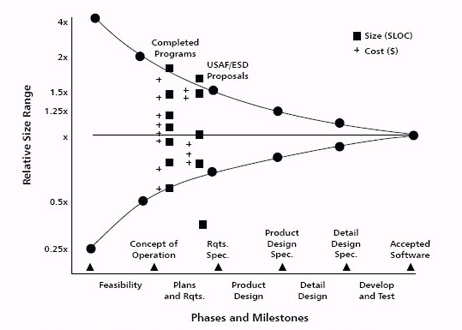 4x
2x
1.5x
1.25x
x
0.5x
0.25x
Relative Size Range
Completed
Programs
USAF/ESD
Proposals
Size (SLOC)
+ Cost ($)
Concept of
Operation
Rqts.
Spec.
Product
Design
Spec.
Detail
Design
Spec.
Accepted
Software
Feasibility
Plans
and Rqts.
Product
Design
Detail
Design
Develop
and Test
Phases and Milestones